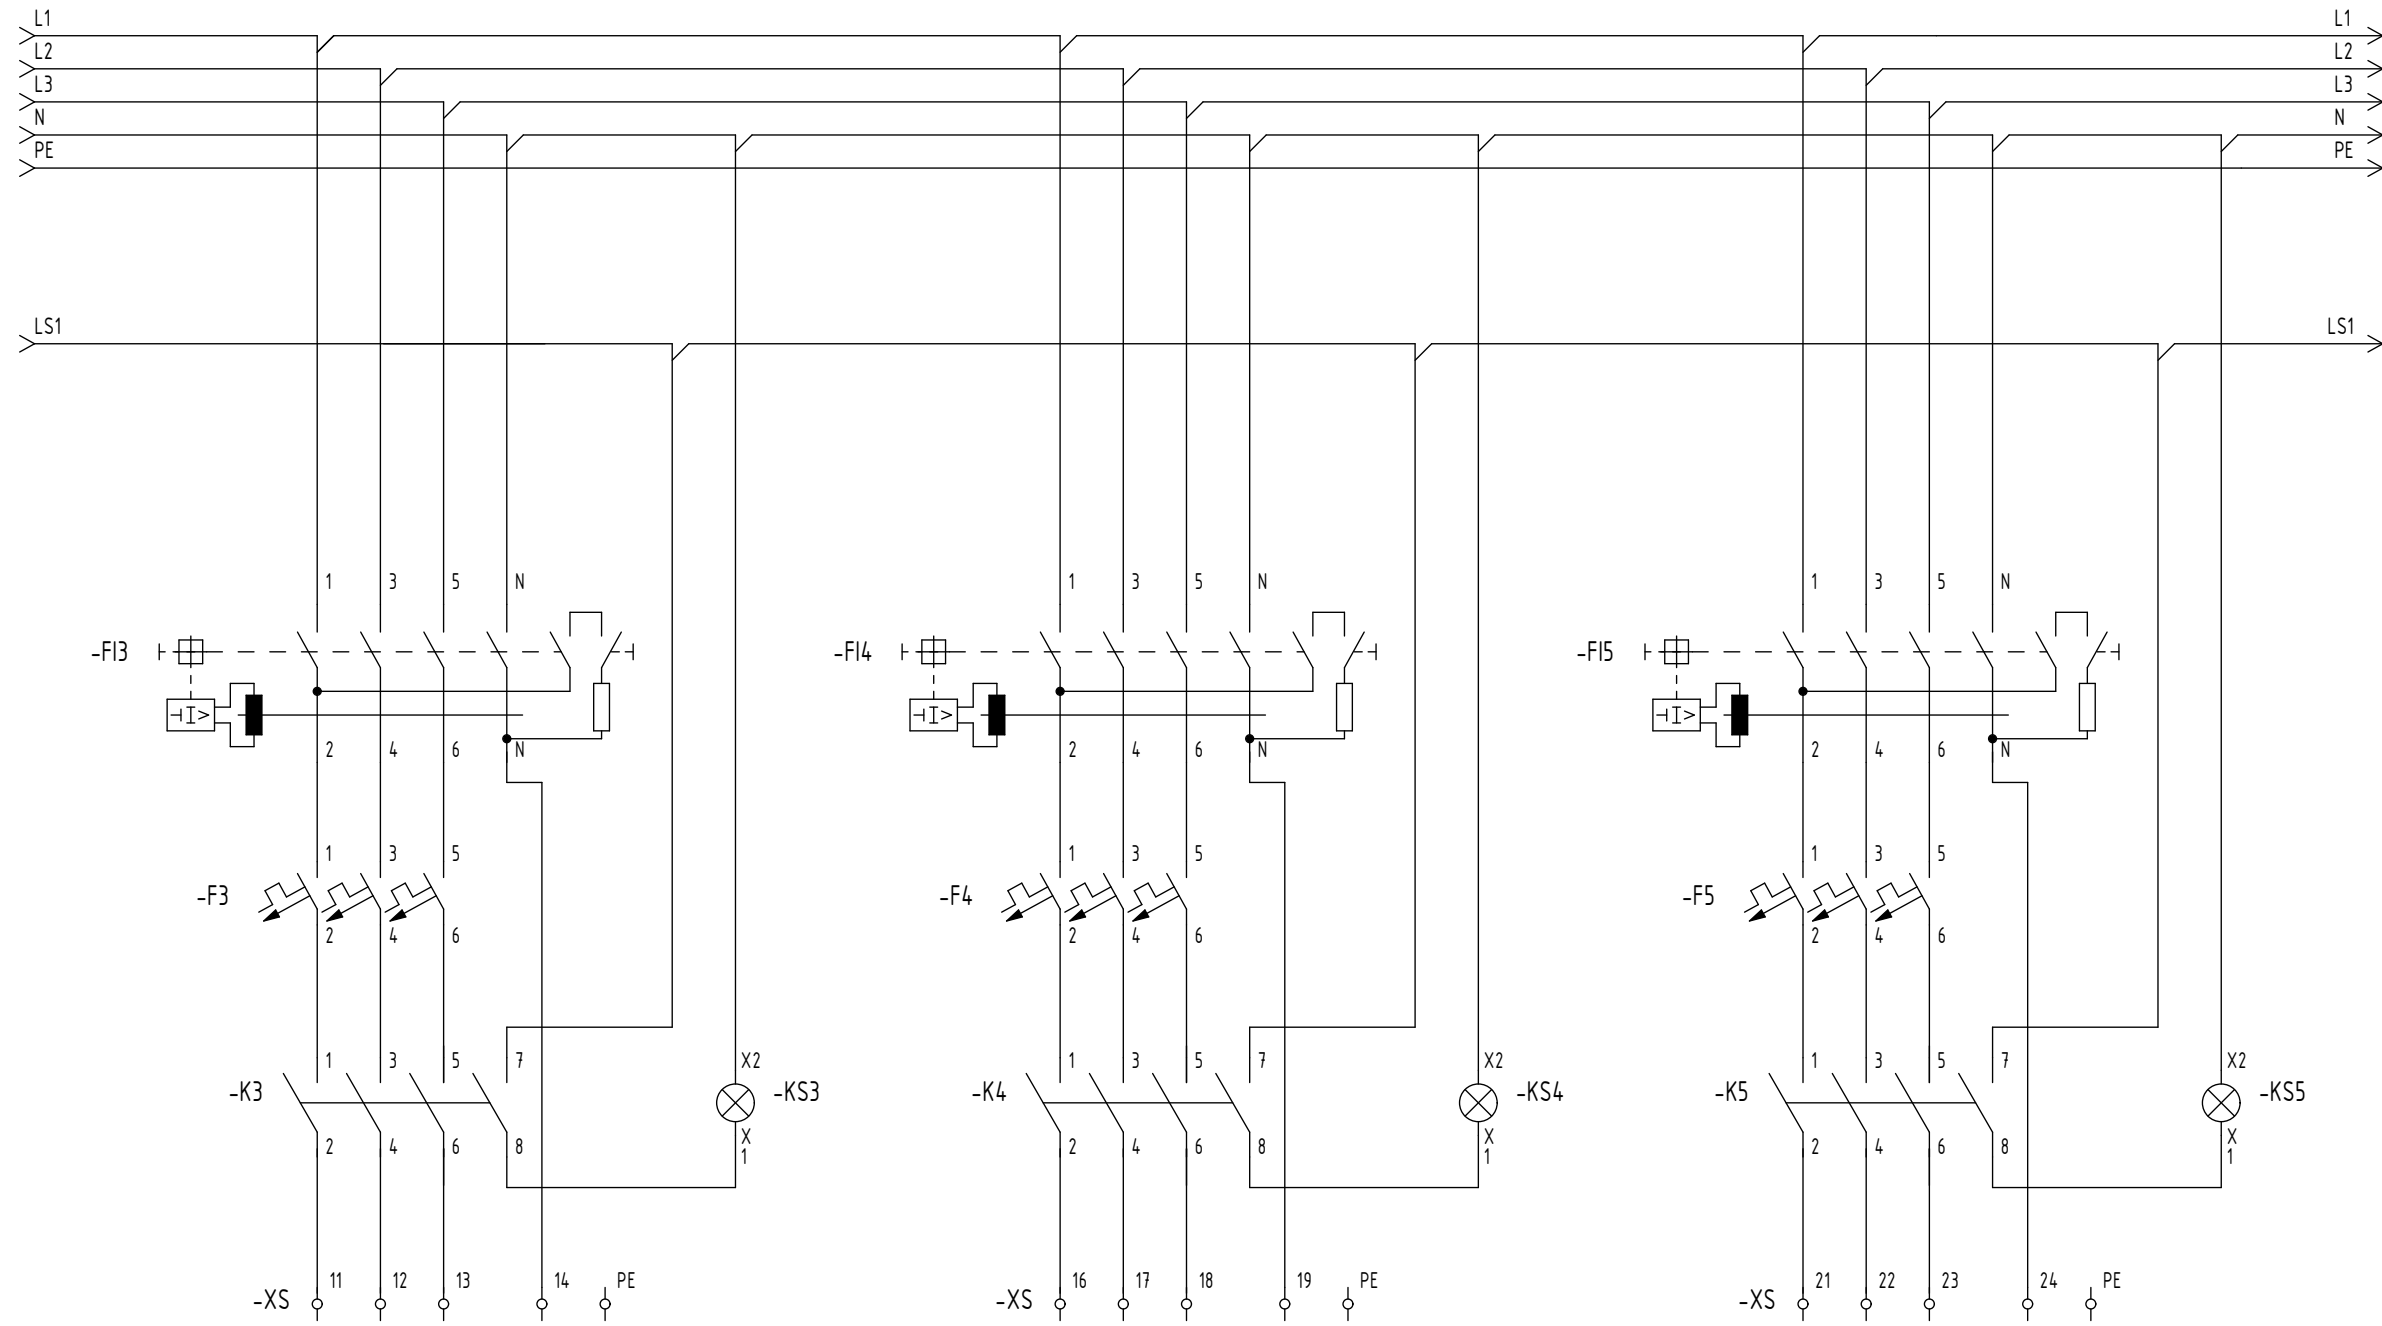 L1 L1
L2 L2
L3 L3
N N
PE PE
LS1 LS1
1 3 5 N 1 3 5 N 1 3 5 N
-FI3 -FI4 -FI5
I> I> I>
2 4 6 N 2 4 6 N 2 4 6 N
1 3 5 1 3 5 1 3 5
-F3 -F4 -F5
2 4 6 2 4 6 2 4 6
1 3 5 7 X2 1 3 5 7 X2 1 3 5 7 X2
-K3 -KS3 -K4 -KS4 -K5 -KS5
2 4 6 8 X 2 4 6 8 X 2 4 6 8 X
1 1 1
11 12 13 14 PE 16 17 18 19 PE 21 22 23 24 PE
-XS -XS -XS